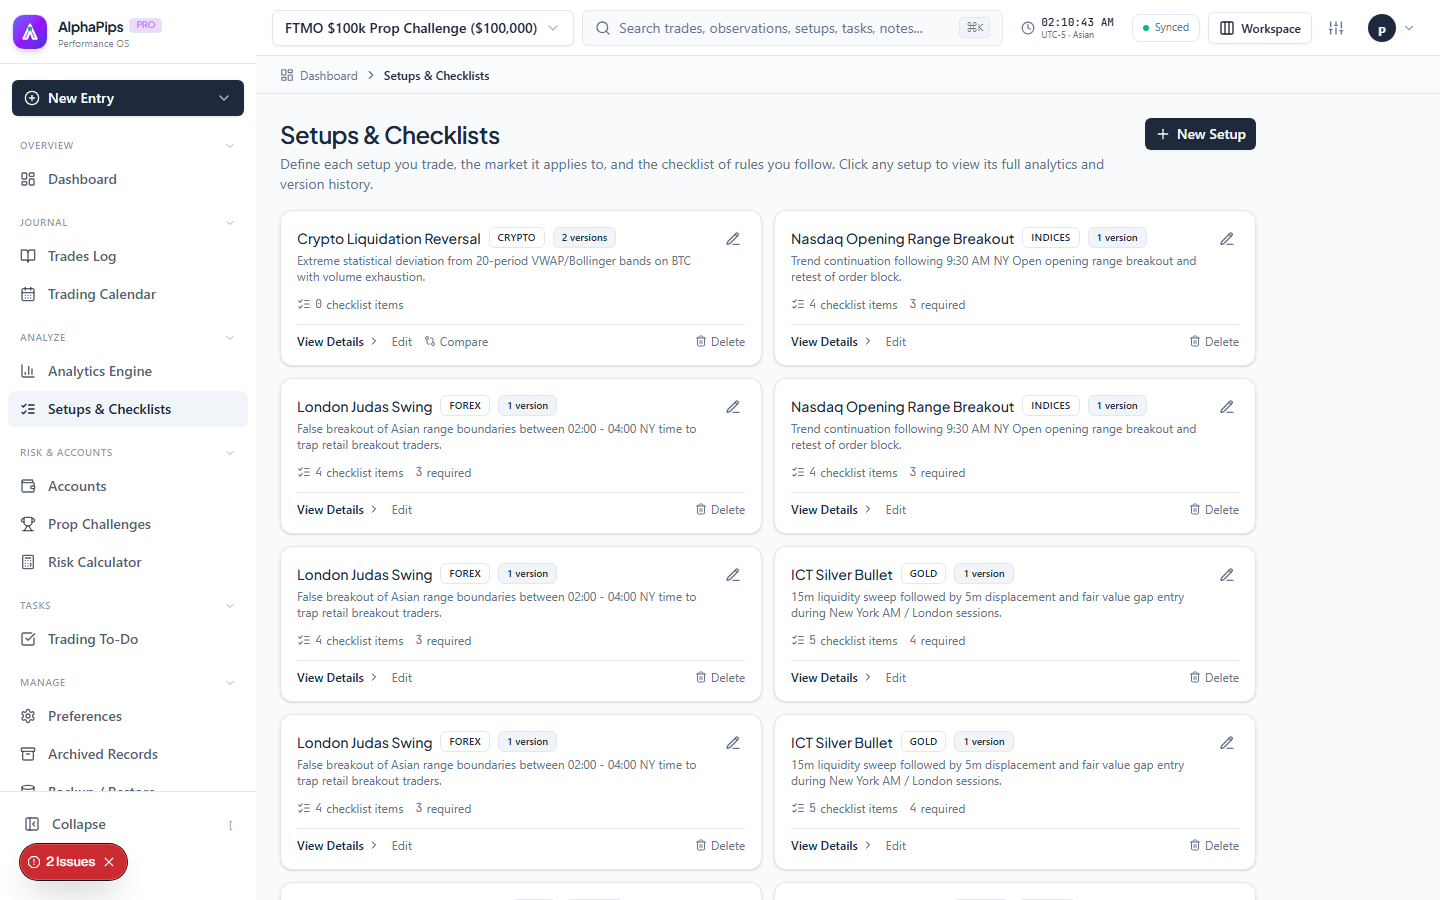 AlphaPips PRO
Performance OS
FTMO $100k Prop Challenge ($100,000)
Search trades, observations, setups, tasks, notes...
⌘K
02:10:43 AM
UTC-5 · Asian
Synced
Workspace
p
New Entry
OVERVIEW
Dashboard
JOURNAL
Trades Log
Trading Calendar
ANALYZE
Analytics Engine
Setups & Checklists
RISK & ACCOUNTS
Accounts
Prop Challenges
Risk Calculator
TASKS
Trading To-Do
MANAGE
Preferences
Archived Records
Backup / Restore
Collapse [
2 Issues
Dashboard > Setups & Checklists
Setups & Checklists
New Setup
Define each setup you trade, the market it applies to, and the checklist of rules you follow. Click any setup to view its full analytics and
version history.
Crypto Liquidation Reversal CRYPTO 2 versions
Extreme statistical deviation from 20-period VWAP/Bollinger bands on BTC
with volume exhaustion.
0 checklist items
View Details Edit Compare Delete
Nasdaq Opening Range Breakout INDICES 1 version
Trend continuation following 9:30 AM NY Open opening range breakout and
retest of order block.
4 checklist items 3 required
View Details Edit Delete
London Judas Swing FOREX 1 version
False breakout of Asian range boundaries between 02:00 - 04:00 NY time to
trap retail breakout traders.
4 checklist items 3 required
View Details Edit Delete
Nasdaq Opening Range Breakout INDICES 1 version
Trend continuation following 9:30 AM NY Open opening range breakout and
retest of order block.
4 checklist items 3 required
View Details Edit Delete
London Judas Swing FOREX 1 version
False breakout of Asian range boundaries between 02:00 - 04:00 NY time to
trap retail breakout traders.
4 checklist items 3 required
View Details Edit Delete
ICT Silver Bullet GOLD 1 version
15m liquidity sweep followed by 5m displacement and fair value gap entry
during New York AM / London sessions.
5 checklist items 4 required
View Details Edit Delete
London Judas Swing FOREX 1 version
False breakout of Asian range boundaries between 02:00 - 04:00 NY time to
trap retail breakout traders.
4 checklist items 3 required
View Details Edit Delete
ICT Silver Bullet GOLD 1 version
15m liquidity sweep followed by 5m displacement and fair value gap entry
during New York AM / London sessions.
5 checklist items 4 required
View Details Edit Delete